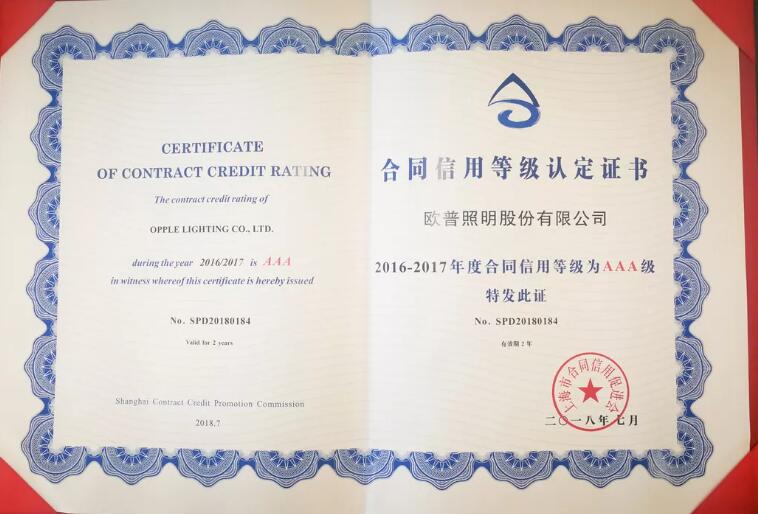 CERTIFICATE
OF CONTRACT CREDIT RATING
The contract credit rating of
OPPLE LIGHTING CO., LTD.
during the year 2016/2017 is AAA
in witness whereof this certificate is hereby issued
No. SPD20180184
Valid for 2 years
Shanghai Contract Credit Promotion Commission
2018.7
合同信用等级认定证书
欧普照明股份有限公司
2016-2017年度合同信用等级为AAA级
特发此证
No. SPD20180184
有效期2年
上海市合同信用促进会
二〇一八年七月